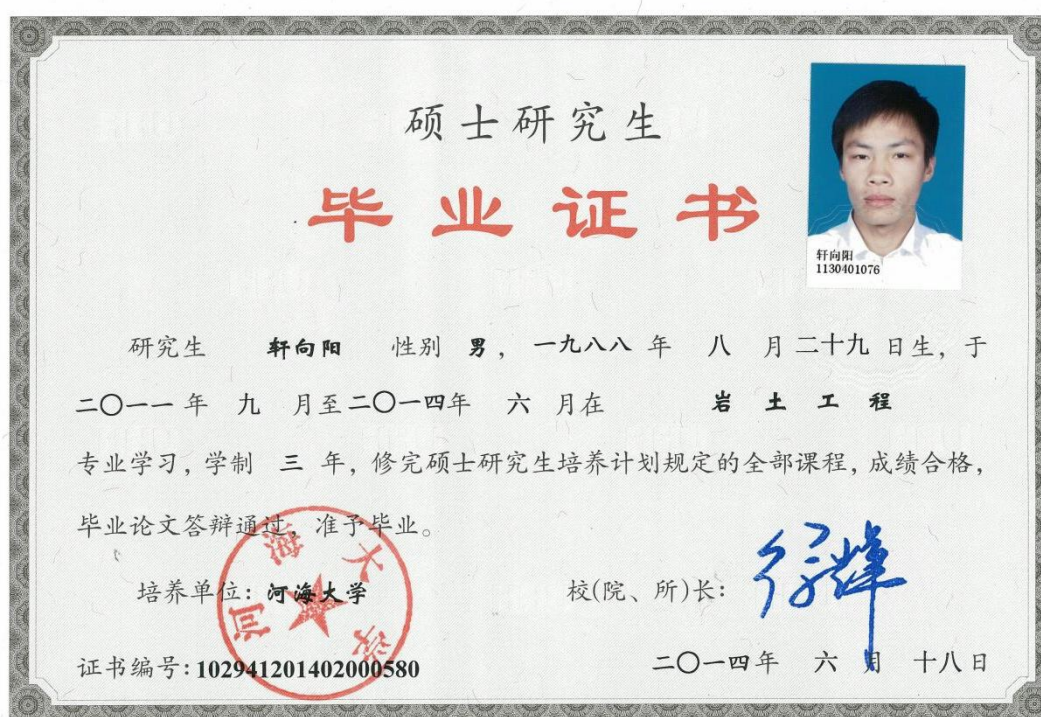 硕士研究生
毕业证书
轩向阳
1130401076
研究生 轩向阳 性别 男，一九八八 年 八 月二十九 日生，于
二〇一一 年 九 月至二〇一四年 六 月在 岩土工程
专业学习，学制 三 年，修完硕士研究生培养计划规定的全部课程，成绩合格，
毕业论文答辩通过，准予毕业。
培养单位：河海大学
校(院、所)长：
河海大学
证书编号：102941201402000580
二〇一四年 六 月 十八日